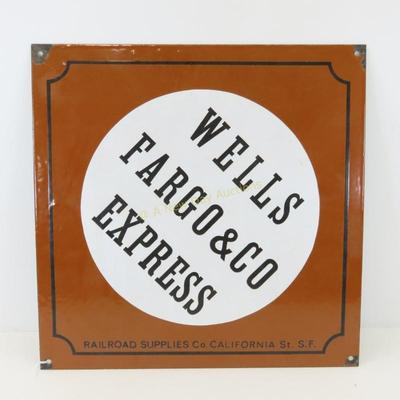 WELLS
FARGO & CO
EXPRESS
RAILROAD SUPPLIES Co. CALIFORNIA St. S.F.